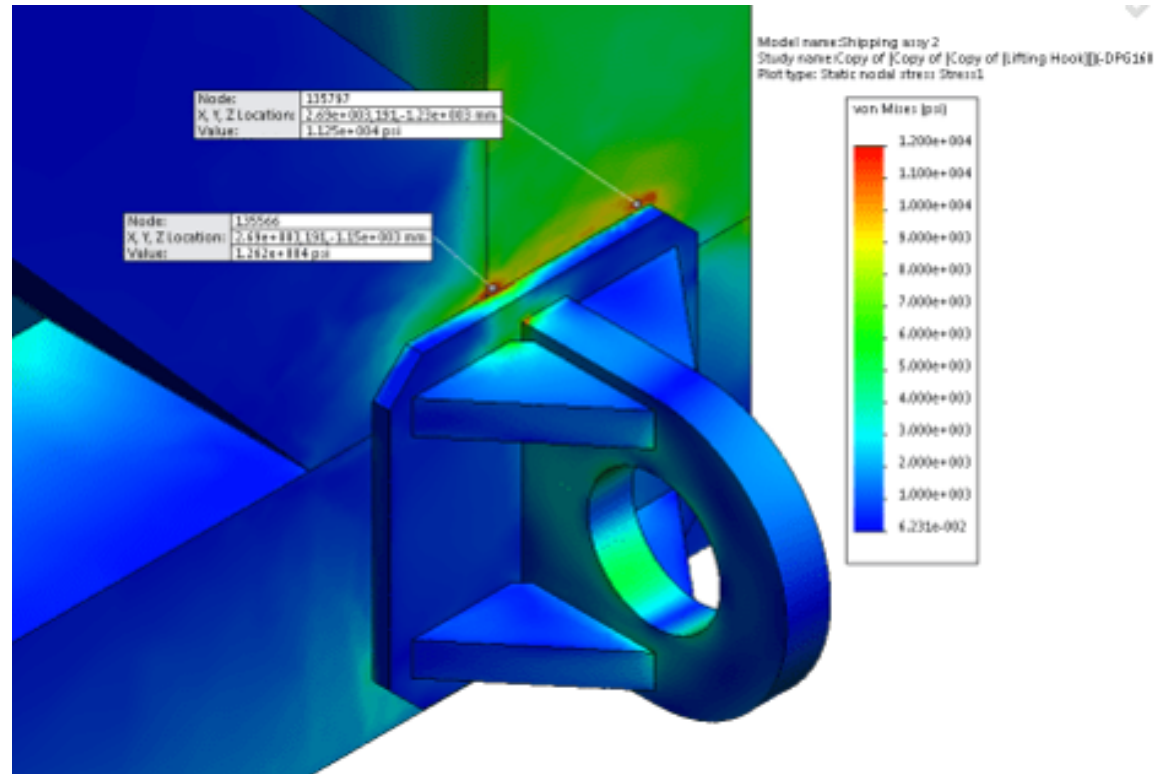 Model name:Shipping assy 2
Study name:Copy of [Copy of [Copy of [Lifting Hook]]]
Plot type: Static nodal stress Stress1
Node: 135797
X, Y, Z Location: 2.69e+003,191,-1.23e+003 mm
Value: 1.125e+004 psi
Node: 135566
X, Y, Z Location: 2.69e+003,191,-1.15e+003 mm
Value: 1.262e+004 psi
von Mises (psi)
1.200e+004
1.100e+004
1.000e+004
9.000e+003
8.000e+003
7.000e+003
6.000e+003
5.000e+003
4.000e+003
3.000e+003
2.000e+003
1.000e+003
6.231e-002